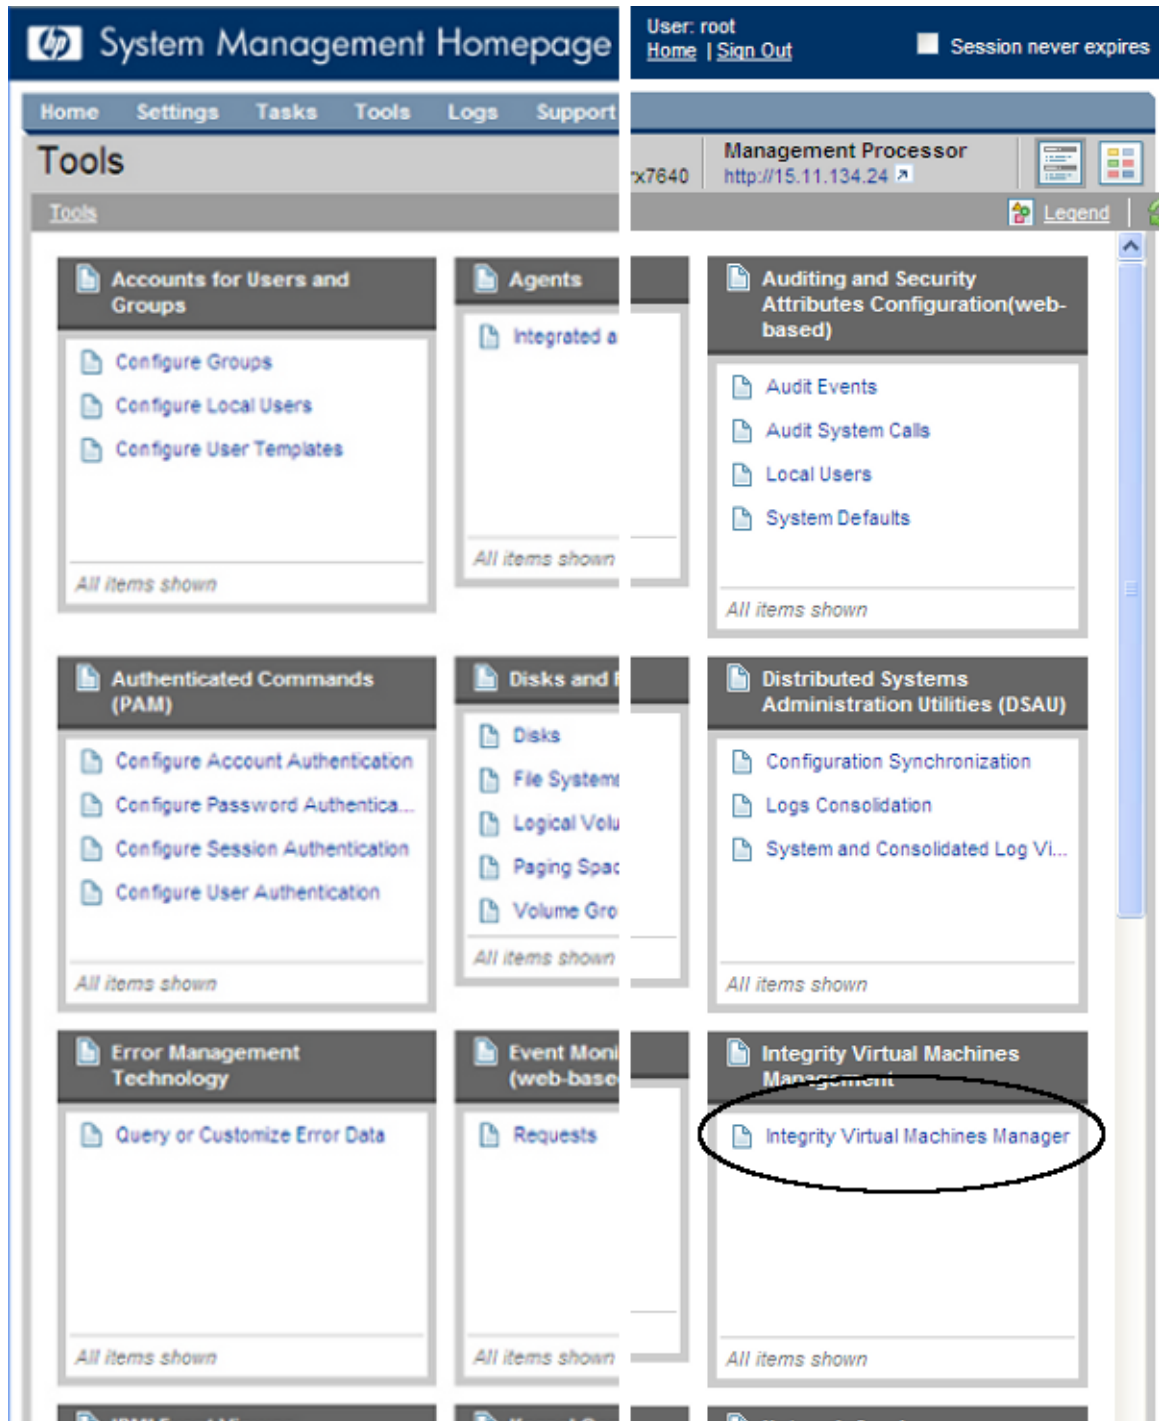 hp System Management Homepage
User: root
Home | Sign Out
Session never expires
Home Settings Tasks Tools Logs Support
Tools
rx7640
Management Processor
http://15.11.134.24
Tools
Legend
Accounts for Users and
Groups
Configure Groups
Configure Local Users
Configure User Templates
All items shown
Agents
Integrated a
All items shown
Auditing and Security
Attributes Configuration(web-
based)
Audit Events
Audit System Calls
Local Users
System Defaults
All items shown
Authenticated Commands
(PAM)
Configure Account Authentication
Configure Password Authentica...
Configure Session Authentication
Configure User Authentication
All items shown
Disks and F
Disks
File Systems
Logical Volu
Paging Spac
Volume Gro
All items shown
Distributed Systems
Administration Utilities (DSAU)
Configuration Synchronization
Logs Consolidation
System and Consolidated Log Vi...
All items shown
Error Management
Technology
Query or Customize Error Data
All items shown
Event Moni
(web-base
Requests
All items shown
Integrity Virtual Machines
Management
Integrity Virtual Machines Manager
All items shown